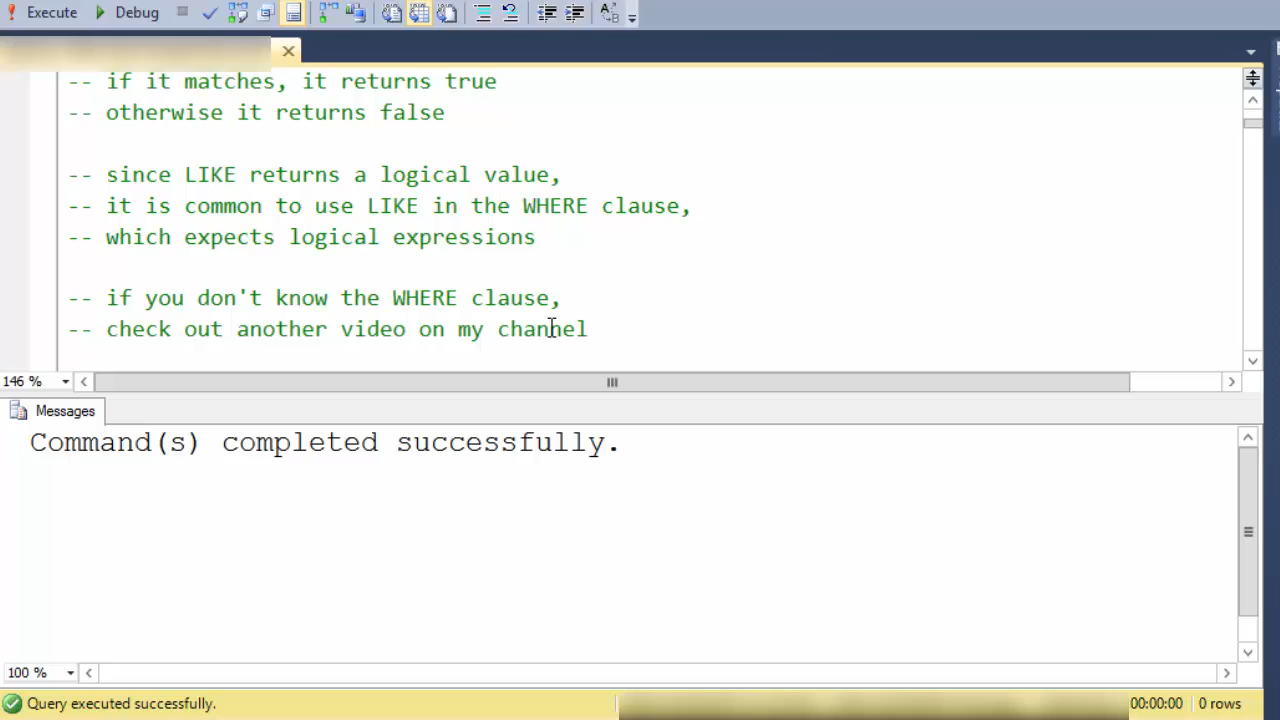 Execute Debug
-- if it matches, it returns true
-- otherwise it returns false
-- since LIKE returns a logical value,
-- it is common to use LIKE in the WHERE clause,
-- which expects logical expressions
-- if you don't know the WHERE clause,
-- check out another video on my channel
146 %
Messages
Command(s) completed successfully.
100 %
Query executed successfully. 00:00:00 0 rows